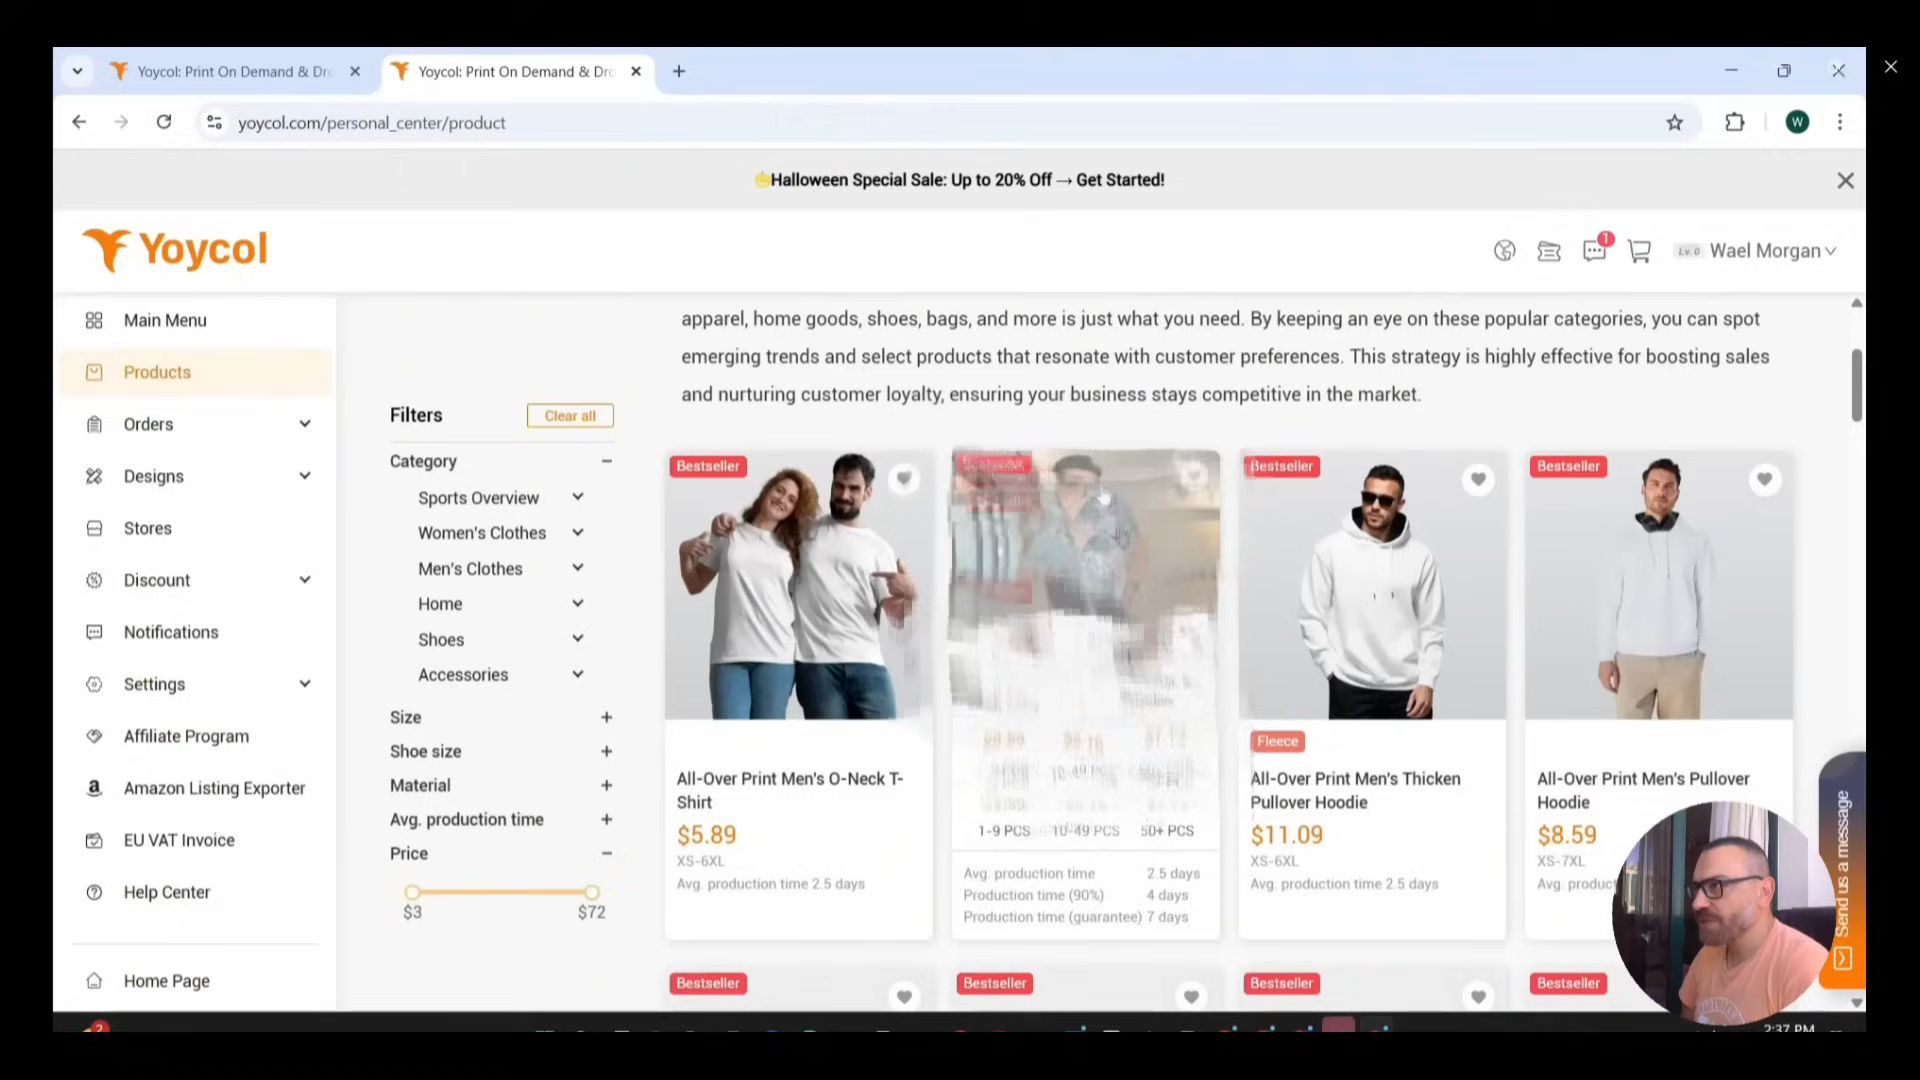 Yoycol: Print On Demand & Dr
Yoycol: Print On Demand & Dro
yoycol.com/personal_center/product
W
Halloween Special Sale: Up to 20% Off → Get Started!
Yoycol
1
Lv.0
Wael Morgan
Main Menu
Products
Orders
Designs
Stores
Discount
Notifications
Settings
Affiliate Program
Amazon Listing Exporter
EU VAT Invoice
Help Center
Home Page
apparel, home goods, shoes, bags, and more is just what you need. By keeping an eye on these popular categories, you can spot
emerging trends and select products that resonate with customer preferences. This strategy is highly effective for boosting sales
and nurturing customer loyalty, ensuring your business stays competitive in the market.
Filters
Clear all
Category
Sports Overview
Women's Clothes
Men's Clothes
Home
Shoes
Accessories
Size
Shoe size
Material
Avg. production time
Price
$3
$72
Bestseller
All-Over Print Men's O-Neck T-
Shirt
$5.89
XS-6XL
Avg. production time 2.5 days
1-9 PCS
10-49 PCS
50+ PCS
Avg. production time 2.5 days
Production time (90%) 4 days
Production time (guarantee) 7 days
Bestseller
Fleece
All-Over Print Men's Thicken
Pullover Hoodie
$11.09
XS-6XL
Avg. production time 2.5 days
Bestseller
All-Over Print Men's Pullover
Hoodie
$8.59
XS-7XL
Avg. produc
Bestseller
Bestseller
Bestseller
Bestseller
Send us a message
2
2:37 PM